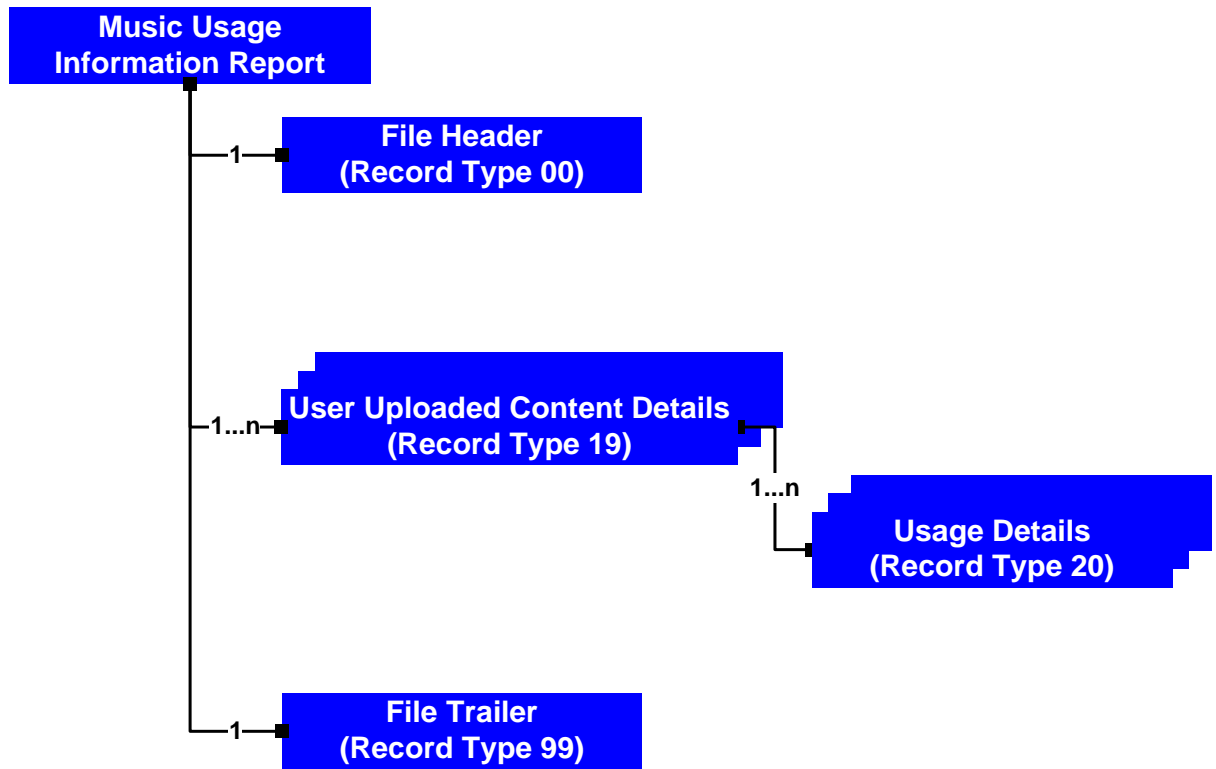 Music Usage
Information Report
File Header
(Record Type 00)
1
User Uploaded Content Details
(Record Type 19)
1...n
1...n
Usage Details
(Record Type 20)
File Trailer
(Record Type 99)
1